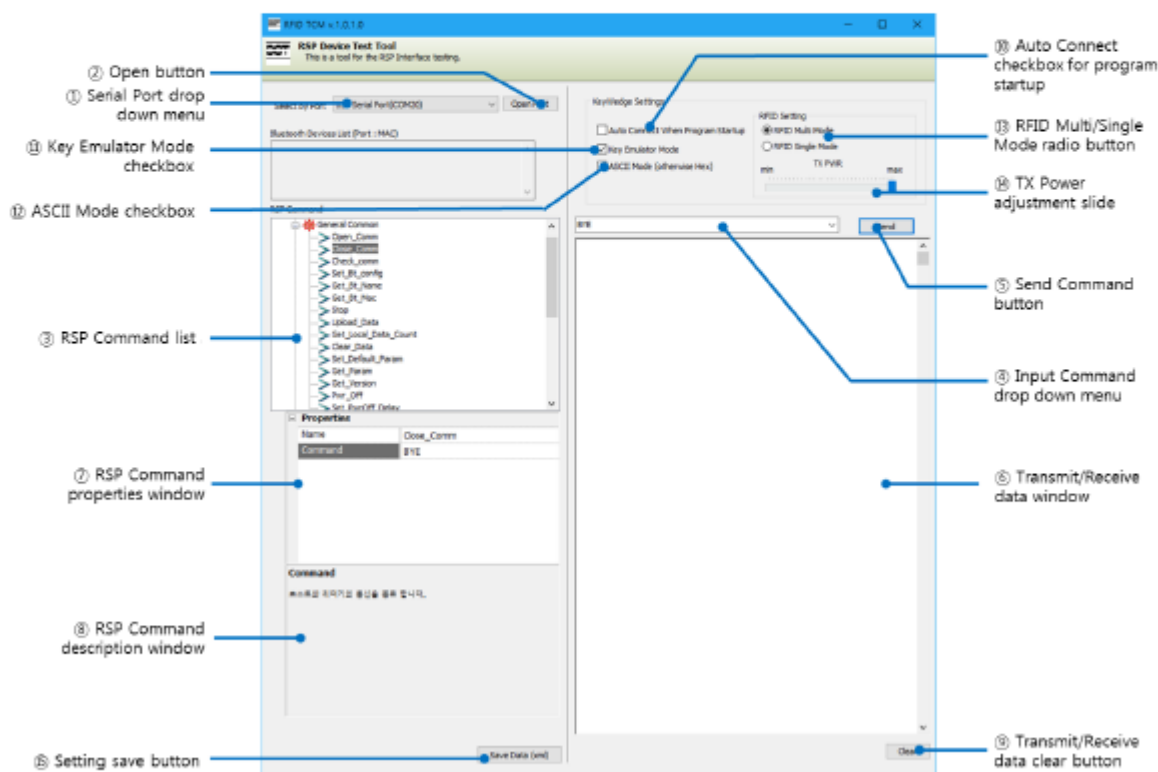 RFID TCM v.1.0.1.0
RSP Device Test Tool
This is a tool for the RSP Interface testing.
② Open button
① Serial Port drop
down menu
⑪ Key Emulator Mode
checkbox
⑫ ASCII Mode checkbox
③ RSP Command list
⑦ RSP Command
properties window
⑧ RSP Command
description window
⑮ Setting save button
Select by Port
Serial Port(COM20)
Open
Bluetooth Devices List (Port : MAC)
Command
General Common
Open_Comm
Close_Comm
Check_comm
Set_Bt_config
Get_Bt_Name
Get_Bt_Mac
Stop
Upload_Data
Get_Local_Data_Count
Clear_Data
Set_Default_Param
Get_Param
Get_Version
Pwr_Off
Set_PwrOff_Delay
Properties
Name Close_Comm
Command BYE
Command
Save Data (xml)
KeyWedge Settings
Auto Connect When Program Startup
Key Emulator Mode
ASCII Mode (otherwise Hex)
RFID Setting
RFID Multi Mode
RFID Single Mode
TX PWR
min max
BYE
Send
Clear
⑩ Auto Connect
checkbox for program
startup
⑬ RFID Multi/Single
Mode radio button
⑭ TX Power
adjustment slide
⑤ Send Command
button
④ Input Command
drop down menu
⑥ Transmit/Receive
data window
⑨ Transmit/Receive
data clear button